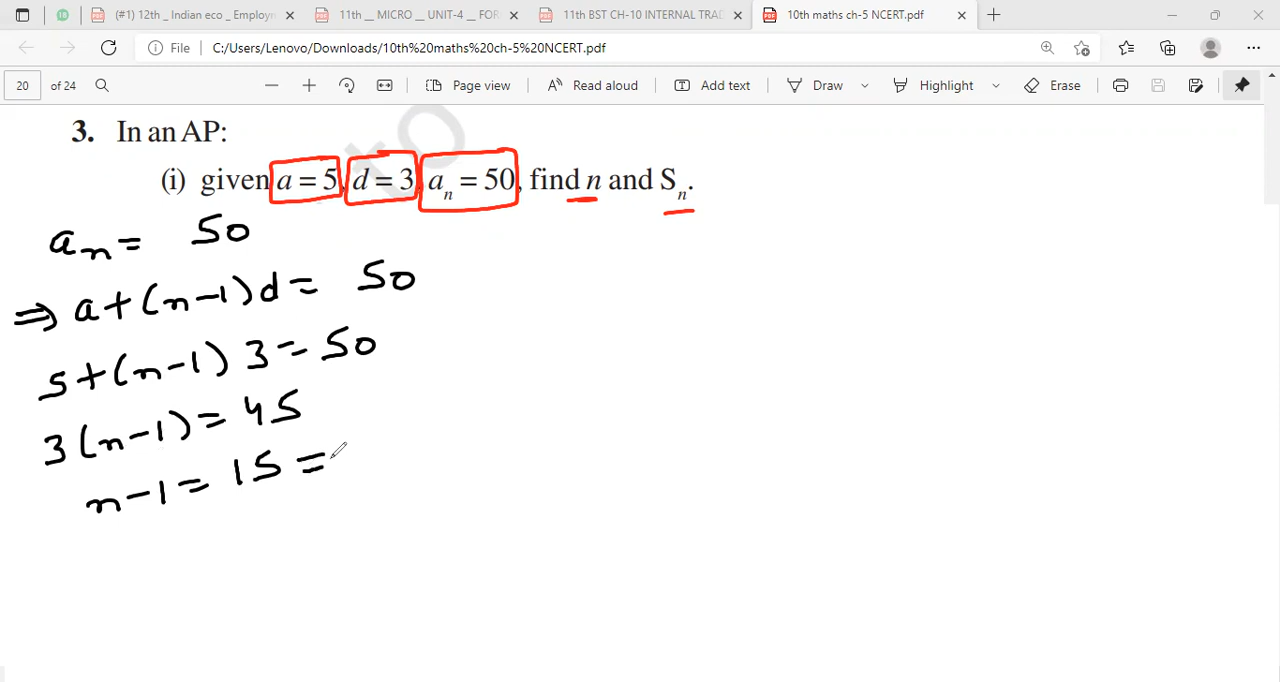 (#1) 12th _ Indian eco _ Employn
11th __ MICRO __ UNIT-4 __ FOR
11th BST CH-10 INTERNAL TRAD
10th maths ch-5 NCERT.pdf
File C:/Users/Lenovo/Downloads/10th%20maths%20ch-5%20NCERT.pdf
20 of 24 Page view Read aloud Add text Draw Highlight Erase
to
3. In an AP:
(i) given a = 5, d = 3, aₙ = 50, find n and Sₙ.
aₙ = 50
⇒ a+(n-1)d = 50
5+(n-1) 3 = 50
3(n-1) = 45
n-1 = 15 =